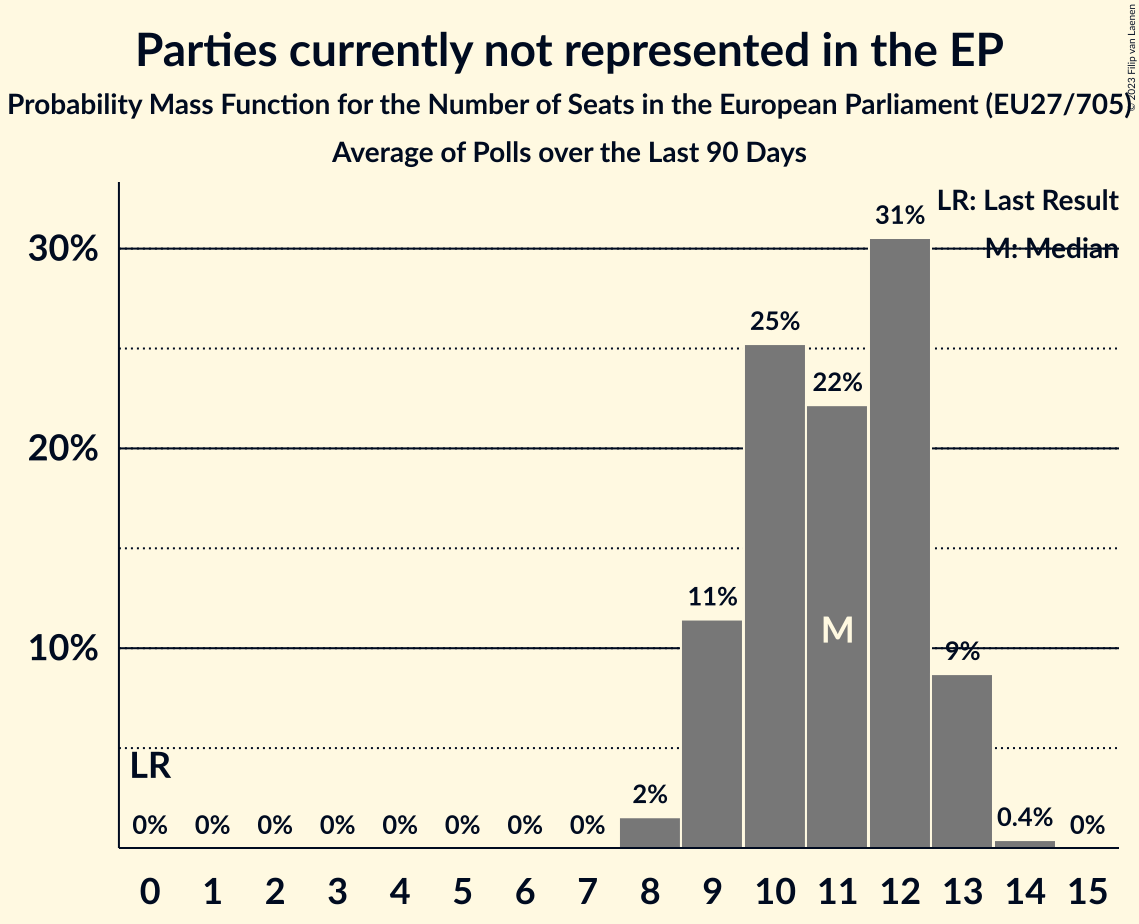 Parties currently not represented in the EP
Probability Mass Function for the Number of Seats in the European Parliament (EU27/705)
Average of Polls over the Last 90 Days
© 2023 Filip van Laenen
LR: Last Result
M: Median
30%
20%
10%
31%
25%
22%
11%
M
9%
LR
2%
0% 0% 0% 0% 0% 0% 0% 0% 0.4% 0%
0 1 2 3 4 5 6 7 8 9 10 11 12 13 14 15